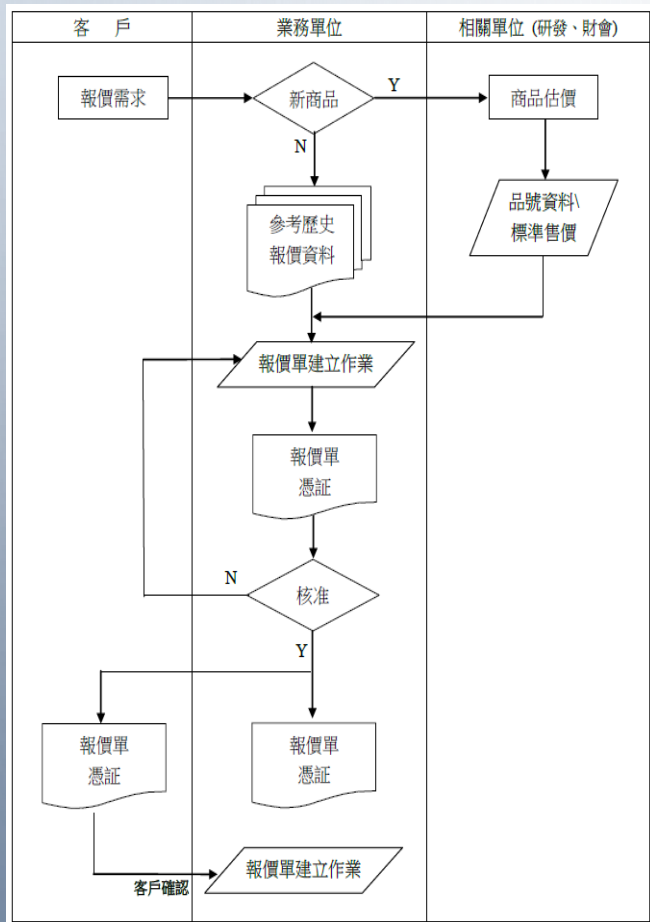 客 戶
業務單位
相關單位 (研發、財會)
報價需求
新商品
Y
商品估價
N
參考歷史
報價資料
品號資料\
標準售價
報價單建立作業
報價單
憑証
N
核准
Y
報價單
憑証
報價單
憑証
客戶確認
報價單建立作業